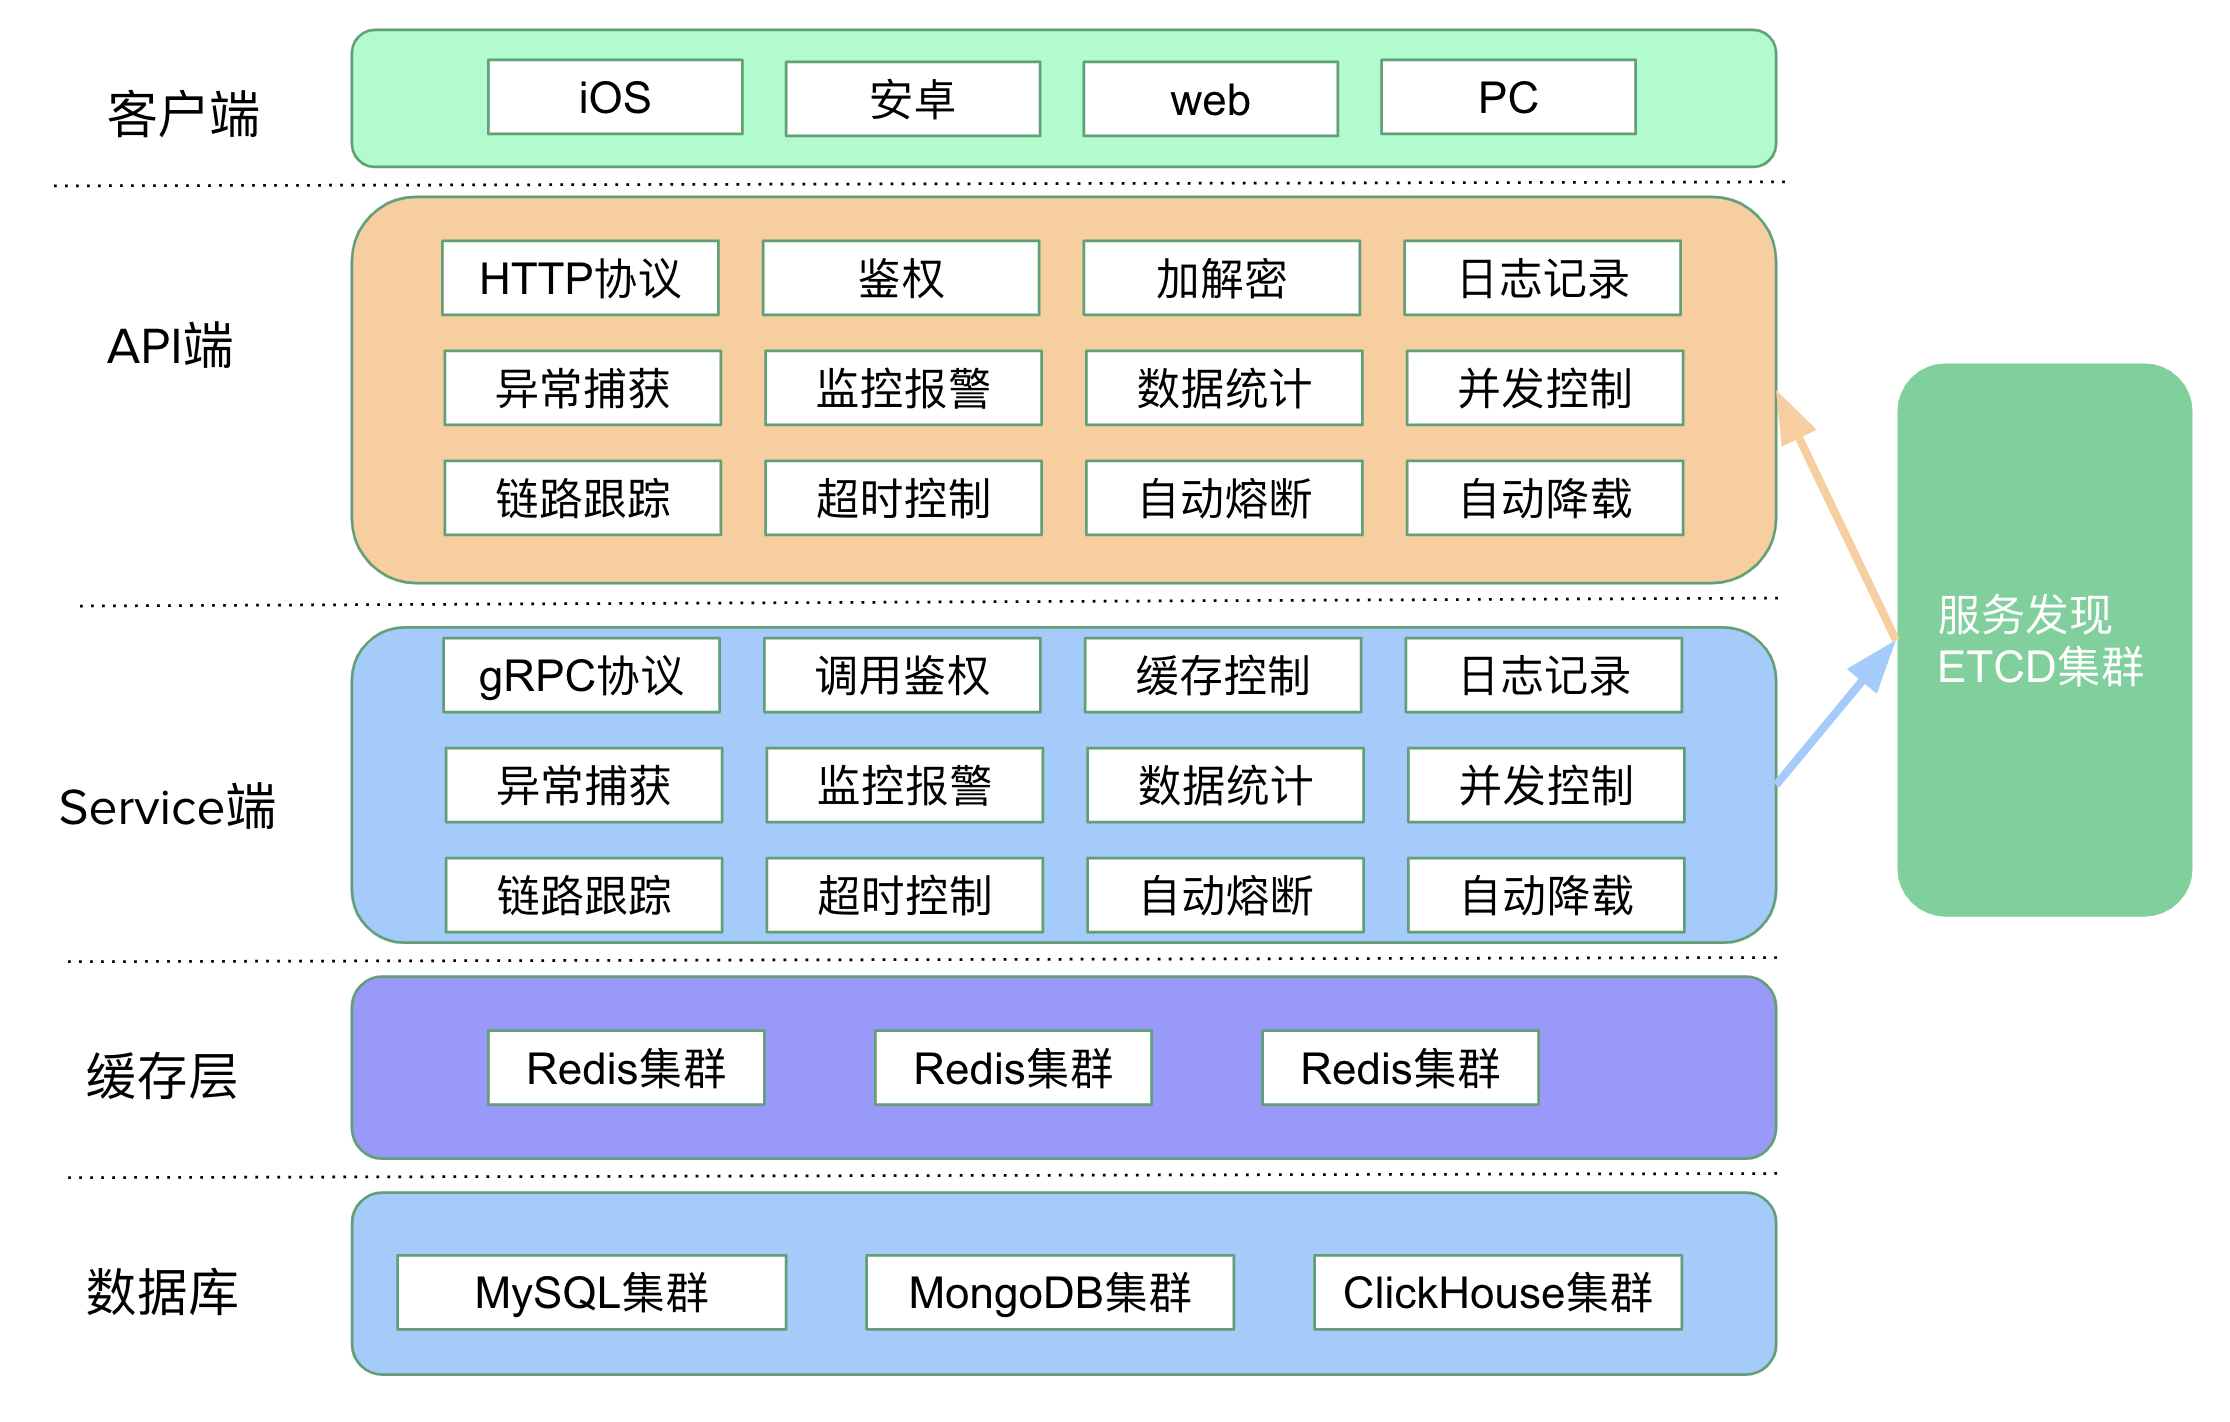 客户端
iOS
安卓
web
PC
API端
HTTP协议
鉴权
加解密
日志记录
异常捕获
监控报警
数据统计
并发控制
链路跟踪
超时控制
自动熔断
自动降载
服务发现
ETCD集群
Service端
gRPC协议
调用鉴权
缓存控制
日志记录
异常捕获
监控报警
数据统计
并发控制
链路跟踪
超时控制
自动熔断
自动降载
缓存层
Redis集群
Redis集群
Redis集群
数据库
MySQL集群
MongoDB集群
ClickHouse集群